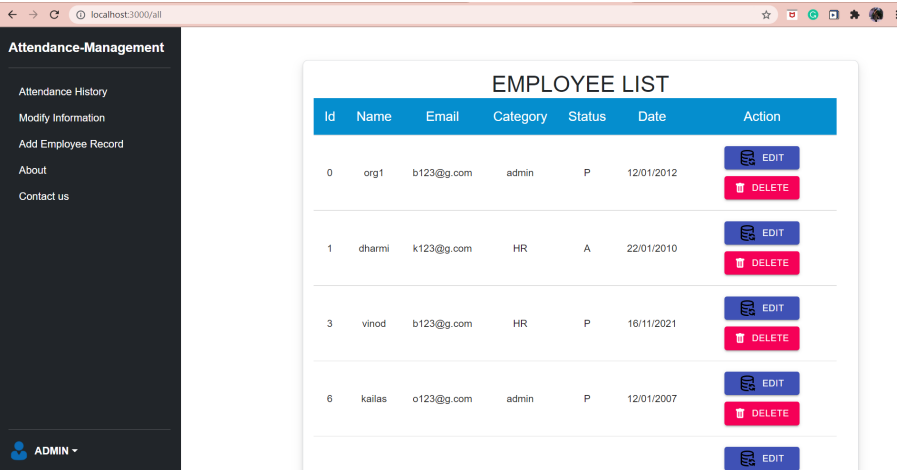 localhost:3000/all
Attendance-Management
Attendance History
Modify Information
Add Employee Record
About
Contact us
ADMIN
EMPLOYEE LIST
Id Name Email Category Status Date Action
0 org1 b123@g.com admin P 12/01/2012 EDIT
DELETE
1 dharmi k123@g.com HR A 22/01/2010 EDIT
DELETE
3 vinod b123@g.com HR P 16/11/2021 EDIT
DELETE
6 kailas o123@g.com admin P 12/01/2007 EDIT
DELETE
EDIT